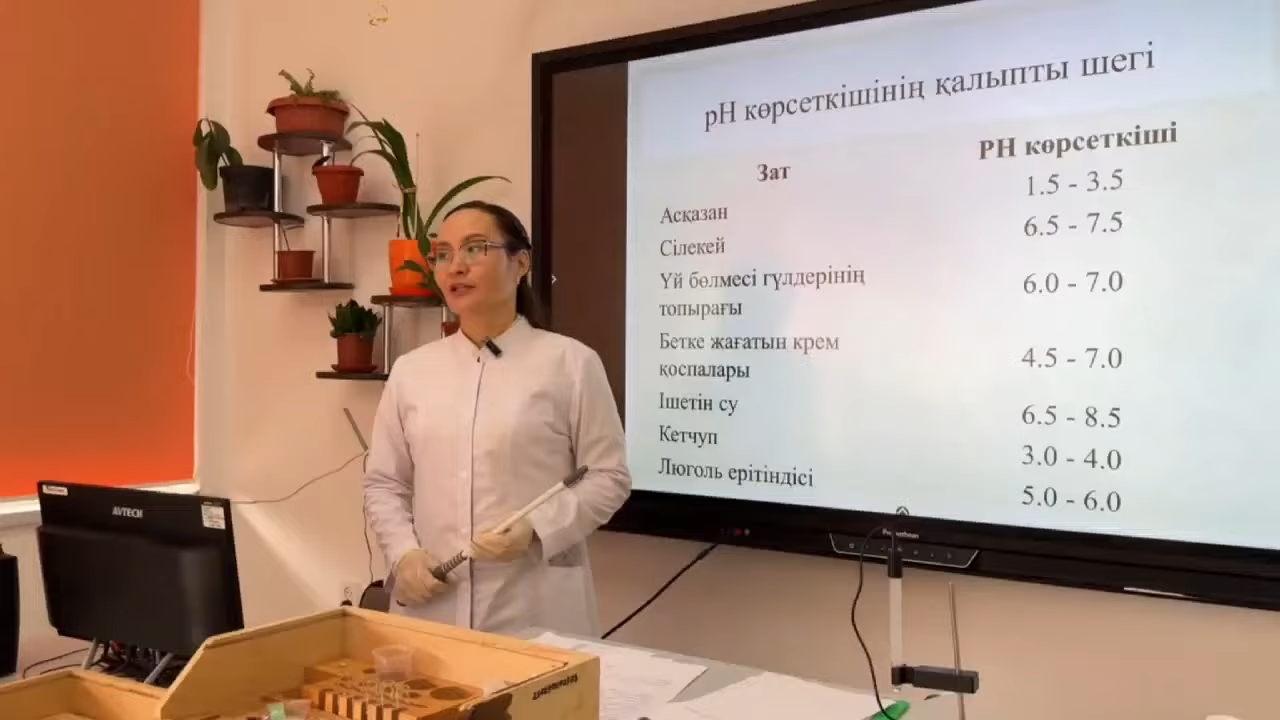 pH көрсеткішінің қалыпты шегі
Зат
PH көрсеткіші
Асқазан
1.5 - 3.5
Сілекей
6.5 - 7.5
Үй бөлмесі гүлдерінің
топырағы
6.0 - 7.0
Бетке жағатын крем
қоспалары
4.5 - 7.0
Ішетін су
6.5 - 8.5
Кетчуп
3.0 - 4.0
Люголь ерітіндісі
5.0 - 6.0
AVTECH